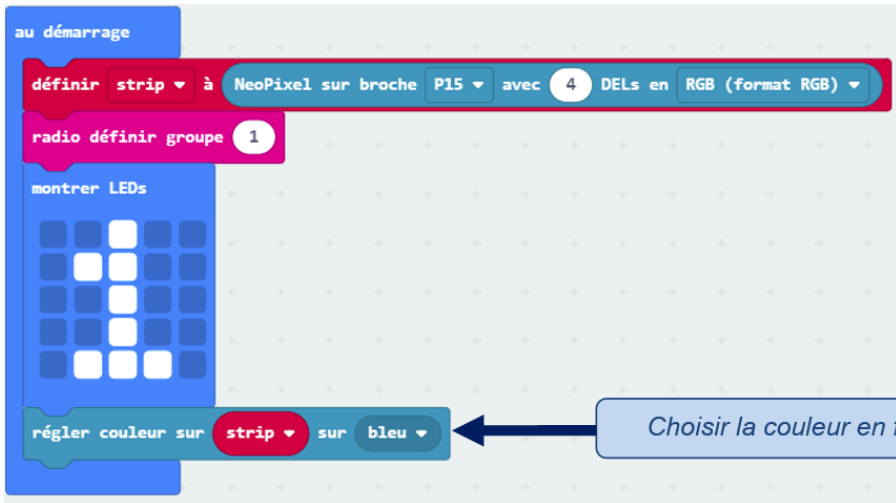 au démarrage
définir strip à NeoPixel sur broche P15 avec 4 DELs en RGB (format RGB)
radio définir groupe 1
montrer LEDs
régler couleur sur strip sur bleu
Choisir la couleur en